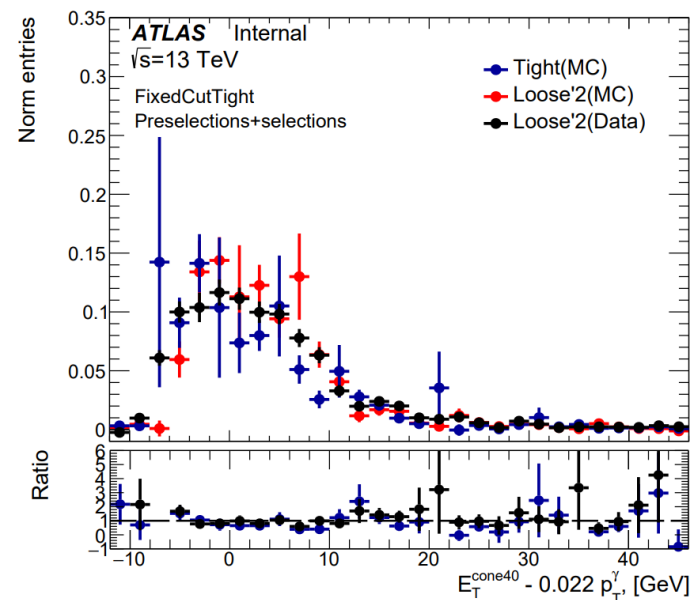 0.35
0.3
0.25
0.2
0.15
0.1
0.05
0
Norm entries
ATLAS Internal
√s=13 TeV
FixedCutTight
Preselections+selections
Tight(MC)
Loose'2(MC)
Loose'2(Data)
6
5
4
3
2
1
0
−1
Ratio
−10 0 10 20 30 40
E_T^cone40 - 0.022 p_T^γ, [GeV]